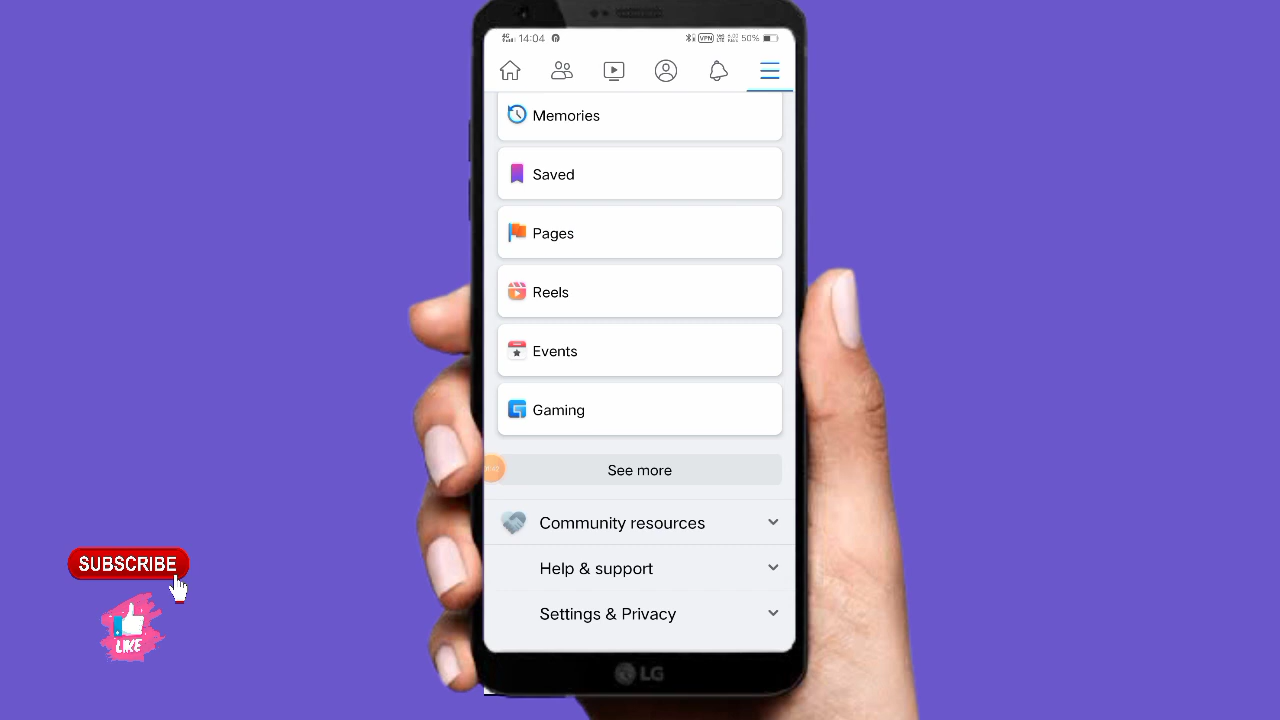 14:04
VPN
50%
Memories
Saved
Pages
Reels
Events
Gaming
See more
Community resources
Help & support
Settings & Privacy
SUBSCRIBE
LIKE
LG